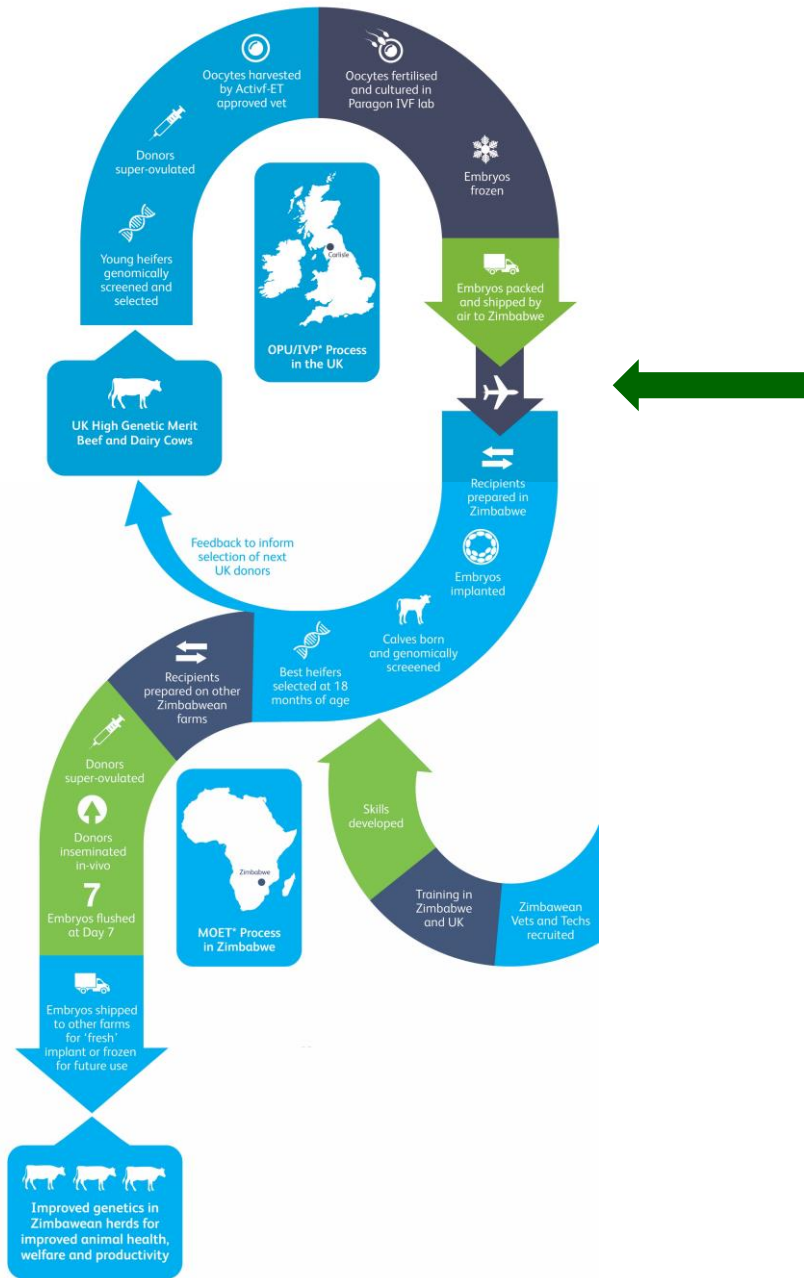 Oocytes harvested
by Activf-ET
approved vet
Oocytes fertilised
and cultured in
Paragon IVF lab
Donors
super-ovulated
Embryos
frozen
Young heifers
genomically
screened and
selected
Carlisle
OPU/IVP* Process
in the UK
Embryos packed
and shipped by
air to Zimbabwe
UK High Genetic Merit
Beef and Dairy Cows
Recipients
prepared in
Zimbabwe
Embryos
implanted
Feedback to inform
selection of next
UK donors
Calves born
and genomically
screeened
Best heifers
selected at 18
months of age
Recipients
prepared on other
Zimbabwean
farms
Donors
super-ovulated
Donors
inseminated
in-vivo
7
Embryos flushed
at Day 7
Zimbabwe
MOET* Process
in Zimbabwe
Skills
developed
Training in
Zimbabwe
and UK
Zimbawean
Vets and Techs
recruited
Embryos shipped
to other farms
for 'fresh'
implant or frozen
for future use
Improved genetics in
Zimbawean herds for
improved animal health,
welfare and productivity